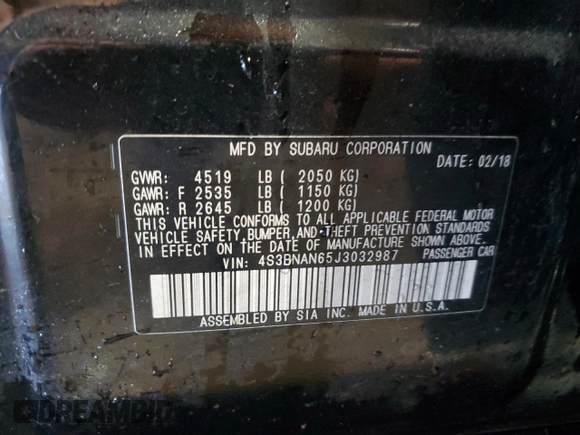 MFD BY SUBARU CORPORATION
DATE: 02/18
GVWR: 4519 LB ( 2050 KG)
GAWR: F 2535 LB ( 1150 KG)
GAWR: R 2645 LB ( 1200 KG)
THIS VEHICLE CONFORMS TO ALL APPLICABLE FEDERAL MOTOR
VEHICLE SAFETY, BUMPER, AND THEFT PREVENTION STANDARDS
IN EFFECT ON THE DATE OF MANUFACTURE SHOWN ABOVE.
VIN: 4S3BNAN65J3032987 PASSENGER CAR
ASSEMBLED BY SIA INC. MADE IN U.S.A.
DREAMBID